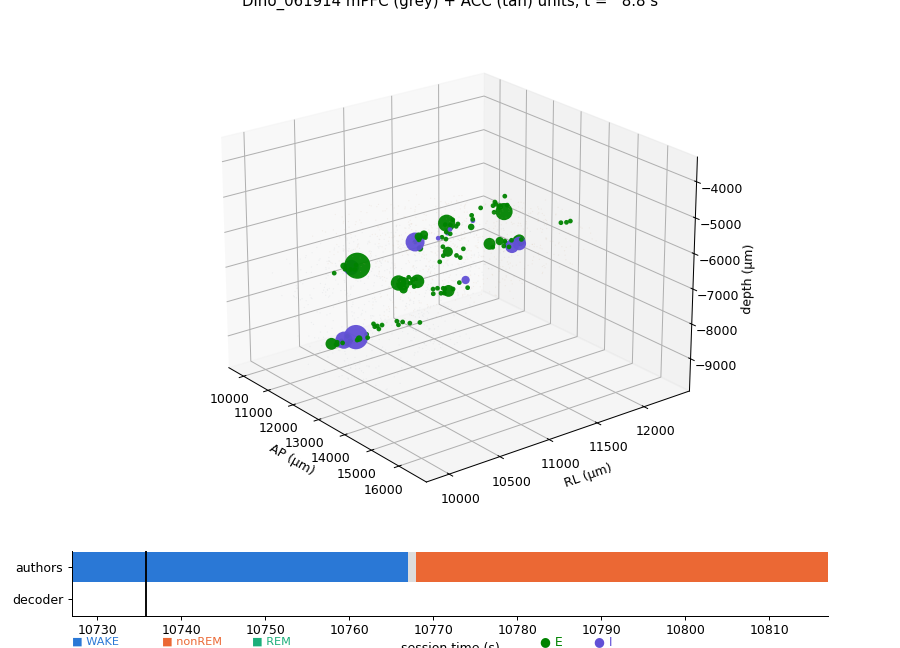 Dino_061914 mPFC (grey) + ACC (tan) units, t = 8.8 s
−4000
−5000
−6000
−7000
−8000
−9000
depth (μm)
10000
11000
12000
13000
14000
15000
16000
AP (μm)
10000
10500
11000
11500
12000
RL (μm)
authors
decoder
10730 10740 10750 10760 10770 10780 10790 10800 10810
WAKE nonREM REM E I
session time (s)